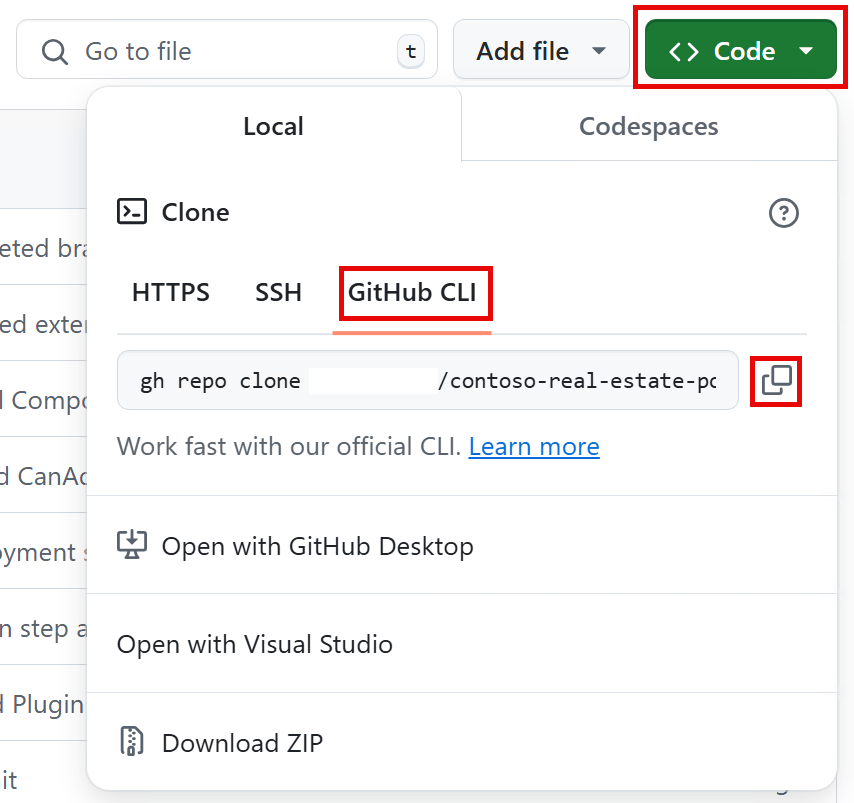 Go to file t Add file <> Code
Local Codespaces
Clone
eted bra
HTTPS SSH GitHub CLI
ed exter
gh repo clone /contoso-real-estate-po
l Compo
Work fast with our official CLI. Learn more
d CanAd
Open with GitHub Desktop
oyment s
n step a
Open with Visual Studio
d Plugin
Download ZIP
it